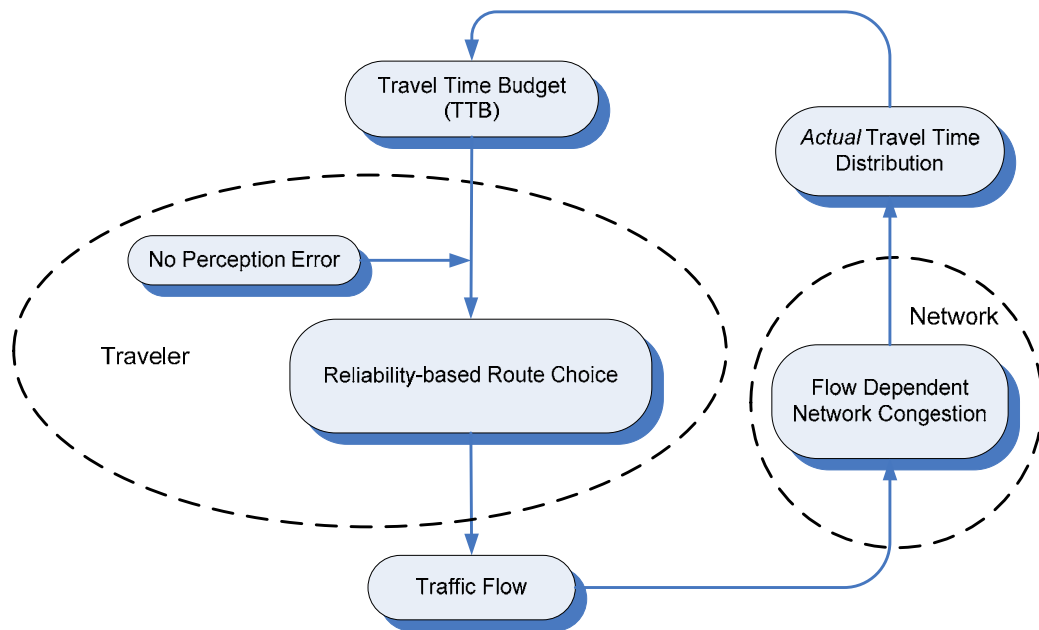 Travel Time Budget
(TTB)
Actual Travel Time
Distribution
No Perception Error
Network
Traveler
Reliability-based Route Choice
Flow Dependent
Network Congestion
Traffic Flow